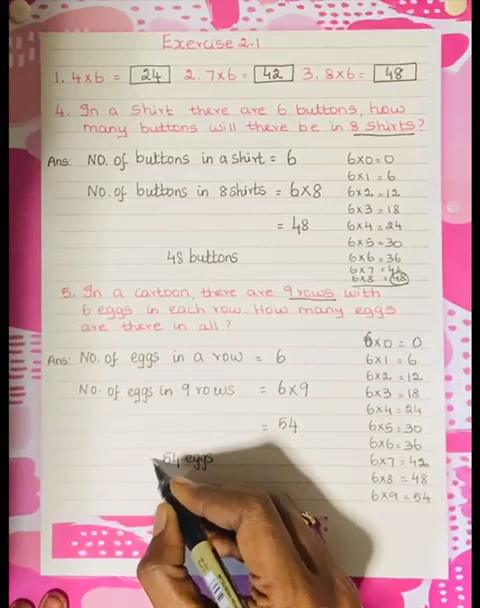 Exercise 2.1
1. 4x6 = 24 2. 7x6 = 42 3. 8x6 = 48
4. In a shirt there are 6 buttons, how
many buttons will there be in 8 shirts?
Ans: NO. of buttons in a shirt = 6
NO. of buttons in 8 shirts = 6x8
= 48
48 buttons
6x0 = 0
6x1 = 6
6x2 = 12
6x3 = 18
6x4 = 24
6x5 = 30
6x6 = 36
6x7 = 42
6x8 = 48
5. In a cartoon, there are 9 rows with
6 eggs in each row. How many eggs
are there in all?
Ans: NO. of eggs in a row = 6
NO. of eggs in 9 rows = 6x9
= 54
54 eggs
6x0 = 0
6x1 = 6
6x2 = 12
6x3 = 18
6x4 = 24
6x5 = 30
6x6 = 36
6x7 = 42
6x8 = 48
6x9 = 54